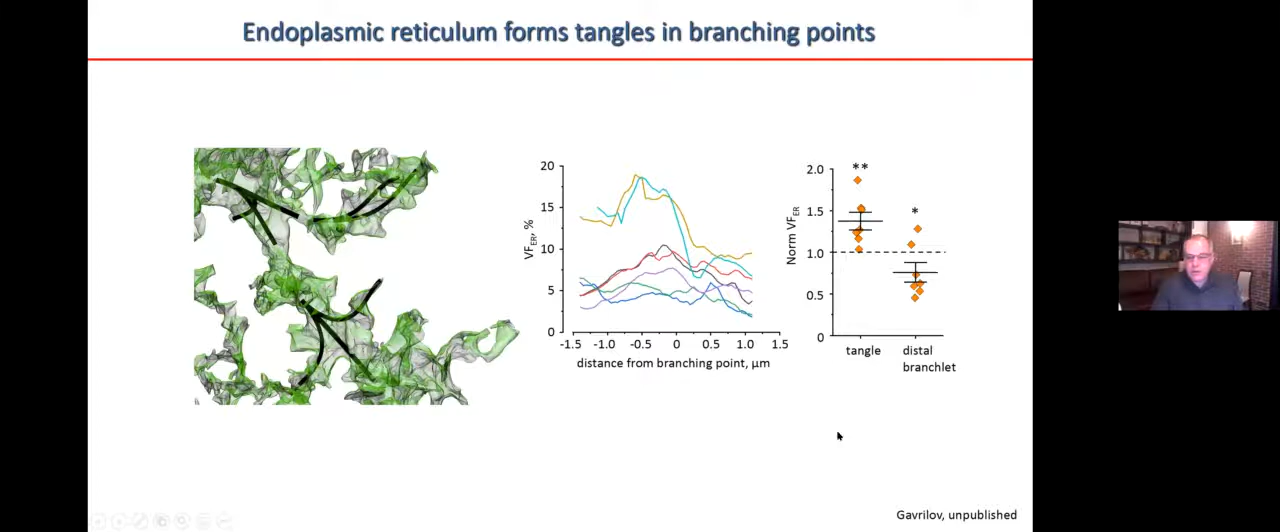 Endoplasmic reticulum forms tangles in branching points
20
15
10
5
0
VF_ER, %
-1.5 -1.0 -0.5 0 0.5 1.0 1.5
distance from branching point, μm
2.0
1.5
1.0
0.5
0
Norm VF_ER
**
*
tangle
distal
branchlet
Gavrilov, unpublished